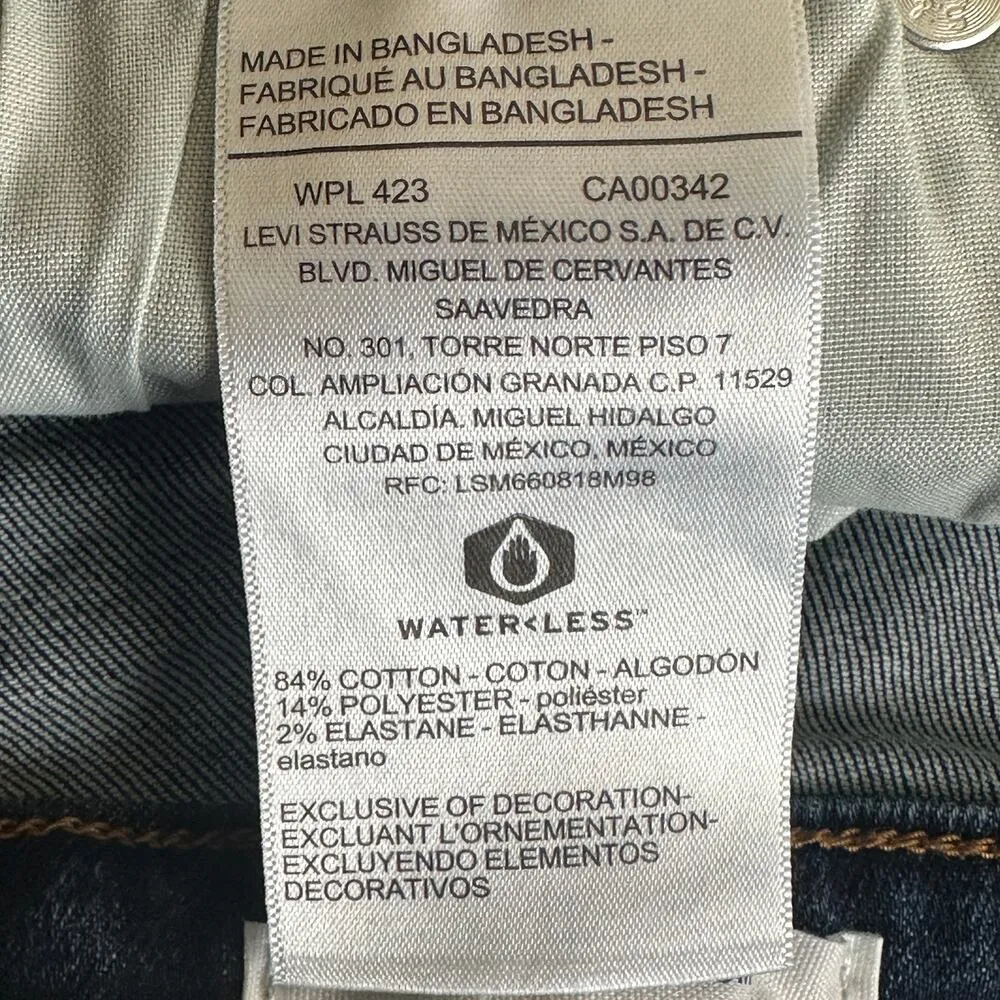 MADE IN BANGLADESH -
FABRIQUÉ AU BANGLADESH -
FABRICADO EN BANGLADESH
WPL 423 CA00342
LEVI STRAUSS DE MÉXICO S.A. DE C.V.
BLVD. MIGUEL DE CERVANTES
SAAVEDRA
NO. 301, TORRE NORTE PISO 7
COL. AMPLIACIÓN GRANADA C.P. 11529
ALCALDÍA. MIGUEL HIDALGO
CIUDAD DE MÉXICO, MÉXICO
RFC: LSM660818M98
WATER<LESS™
84% COTTON - COTON - ALGODÓN
14% POLYESTER - poliéster
2% ELASTANE - ELASTHANNE -
elastano
EXCLUSIVE OF DECORATION-
EXCLUANT L'ORNEMENTATION-
EXCLUYENDO ELEMENTOS
DECORATIVOS